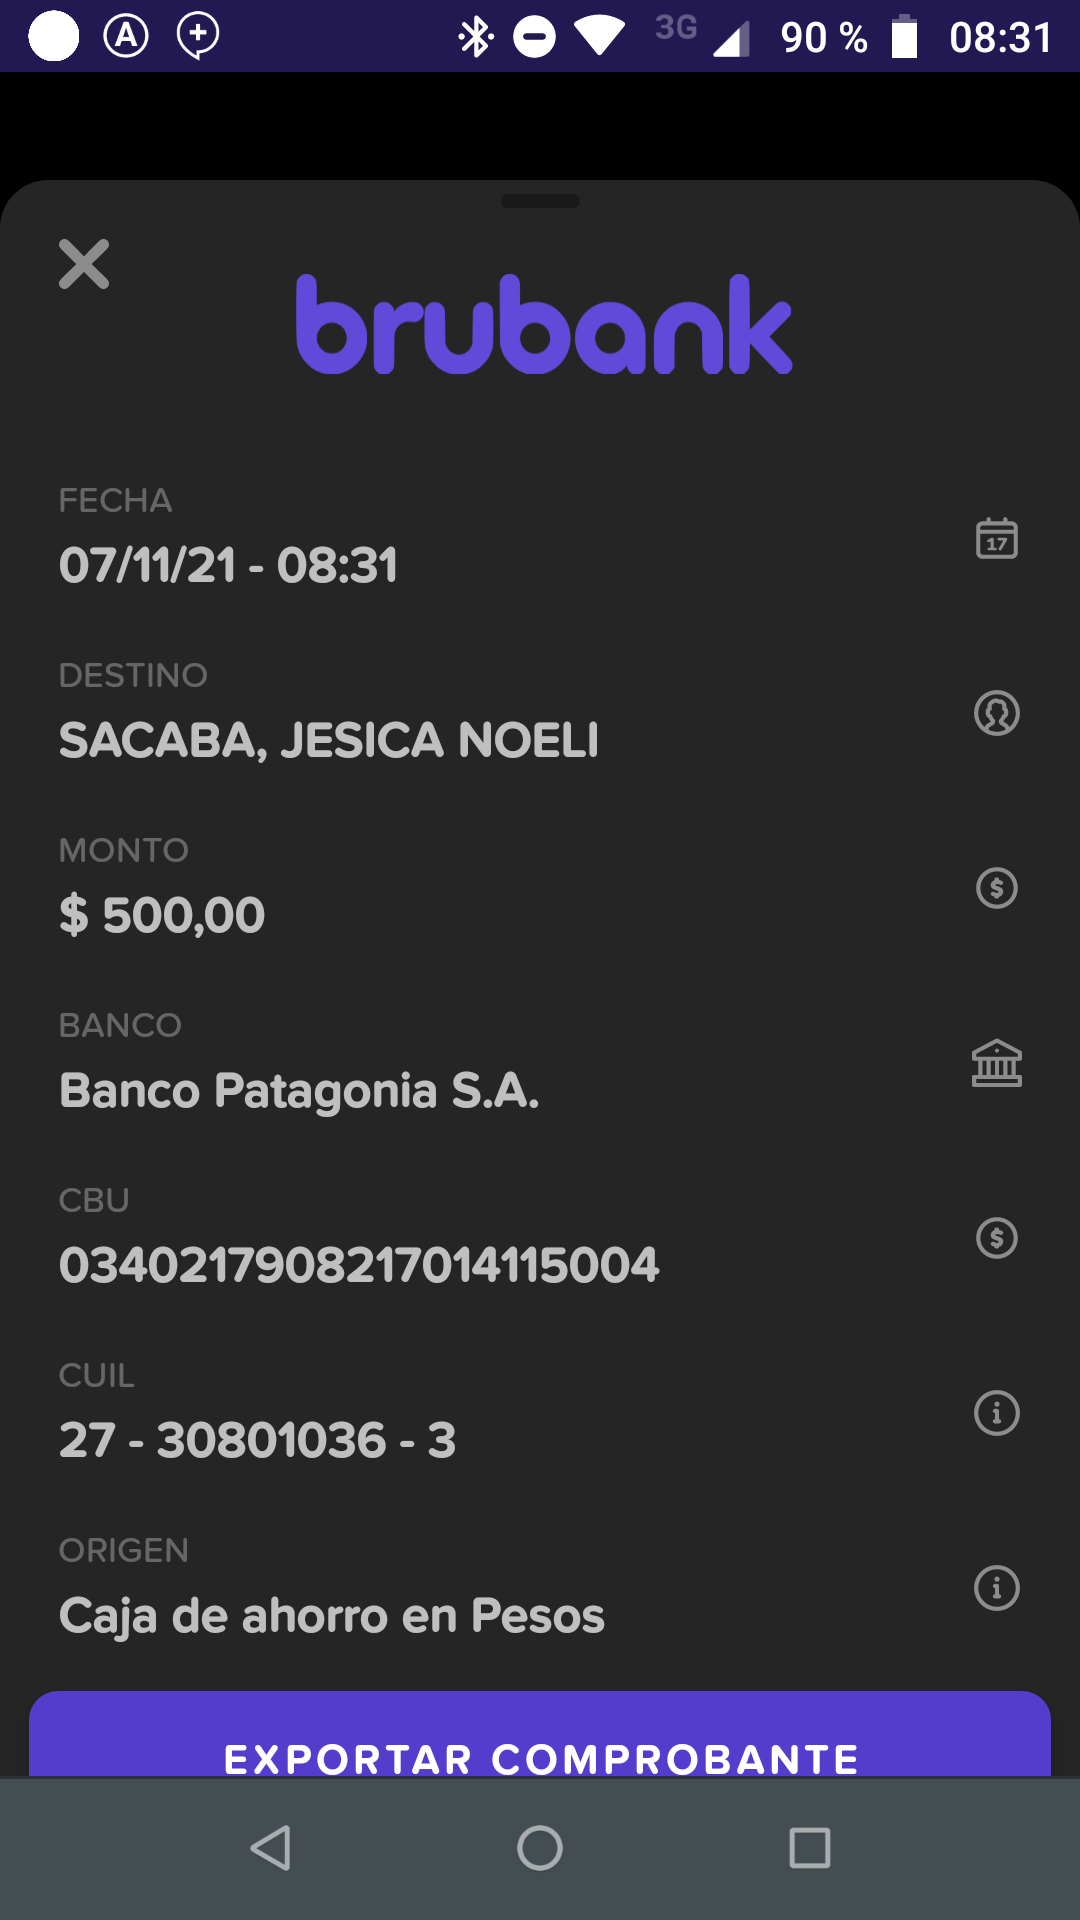 A
3G 90 % 08:31
brubank
FECHA
07/11/21 - 08:31
17
DESTINO
SACABA, JESICA NOELI
MONTO
$ 500,00
$
BANCO
Banco Patagonia S.A.
CBU
0340217908217014115004
$
CUIL
27 - 30801036 - 3
i
ORIGEN
Caja de ahorro en Pesos
i
EXPORTAR COMPROBANTE